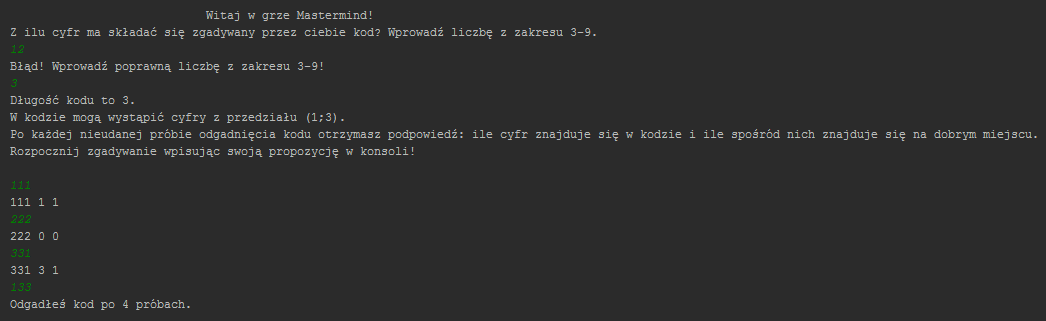 Witaj w grze Mastermind!
Z ilu cyfr ma składać się zgadywany przez ciebie kod? Wprowadź liczbę z zakresu 3-9.
12
Błąd! Wprowadź poprawną liczbę z zakresu 3-9!
3
Długość kodu to 3.
W kodzie mogą wystąpić cyfry z przedziału (1;3).
Po każdej nieudanej próbie odgadnięcia kodu otrzymasz podpowiedź: ile cyfr znajduje się w kodzie i ile spośród nich znajduje się na dobrym miejscu.
Rozpocznij zgadywanie wpisując swoją propozycję w konsoli!
111
111 1 1
222
222 0 0
331
331 3 1
133
Odgadłeś kod po 4 próbach.